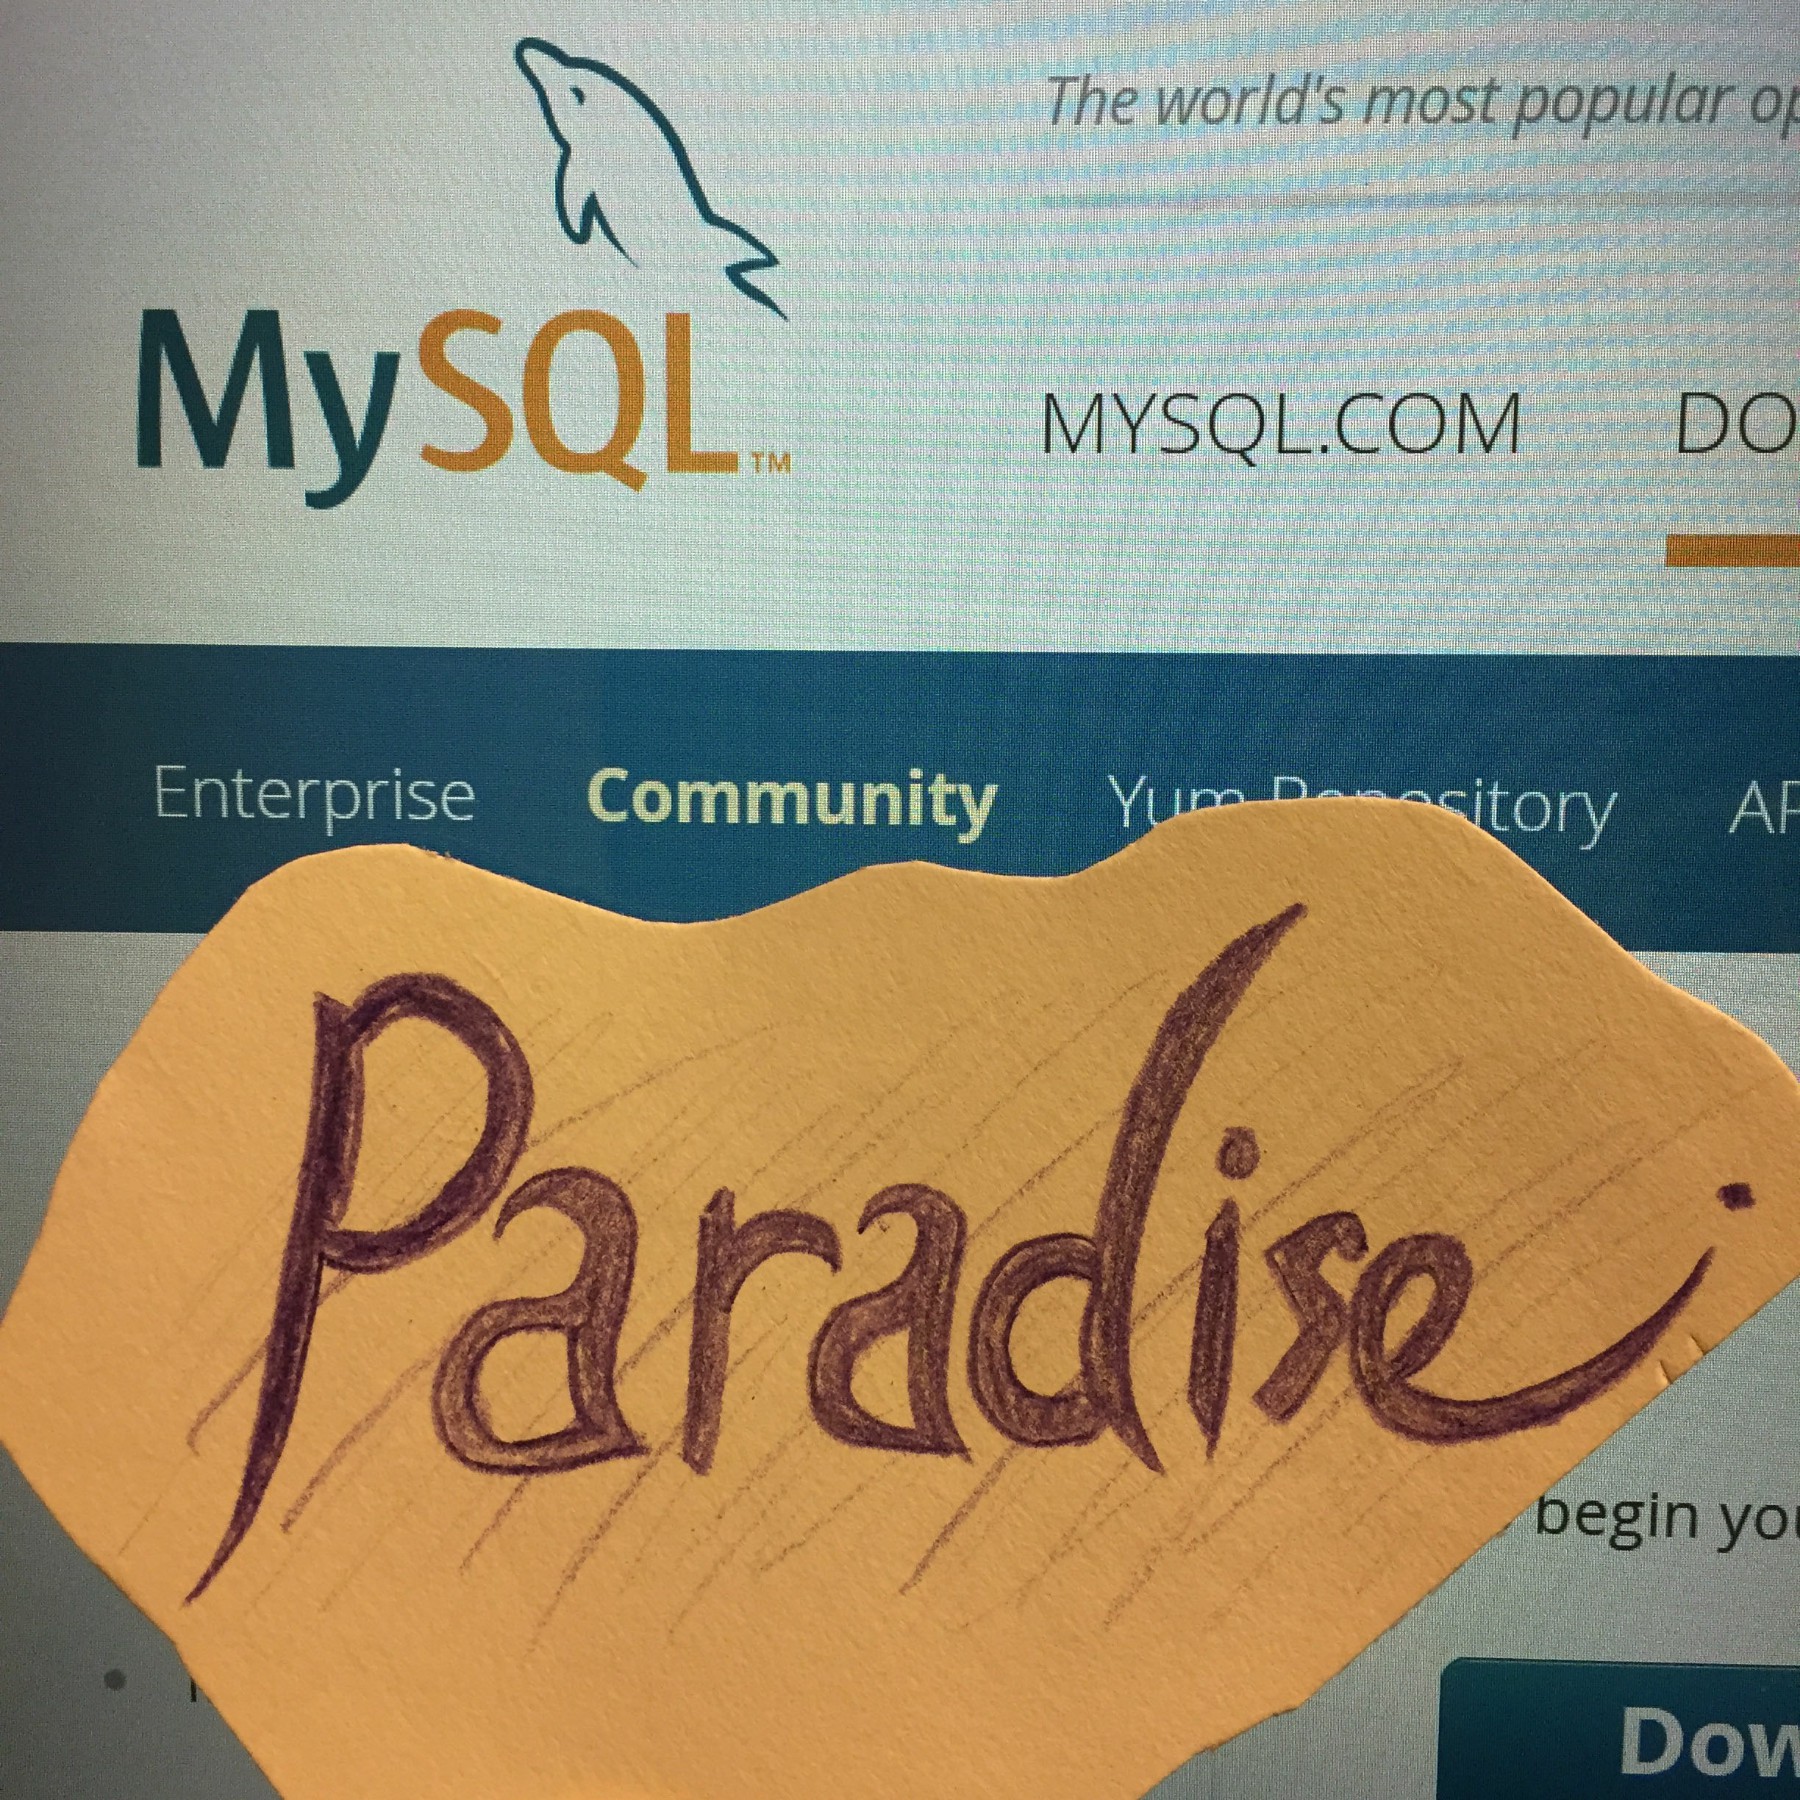 The world's most popular op
MySQL™
MYSQL.COM DO
Enterprise Community Yum Repository AP
Paradise
begin you
Dow